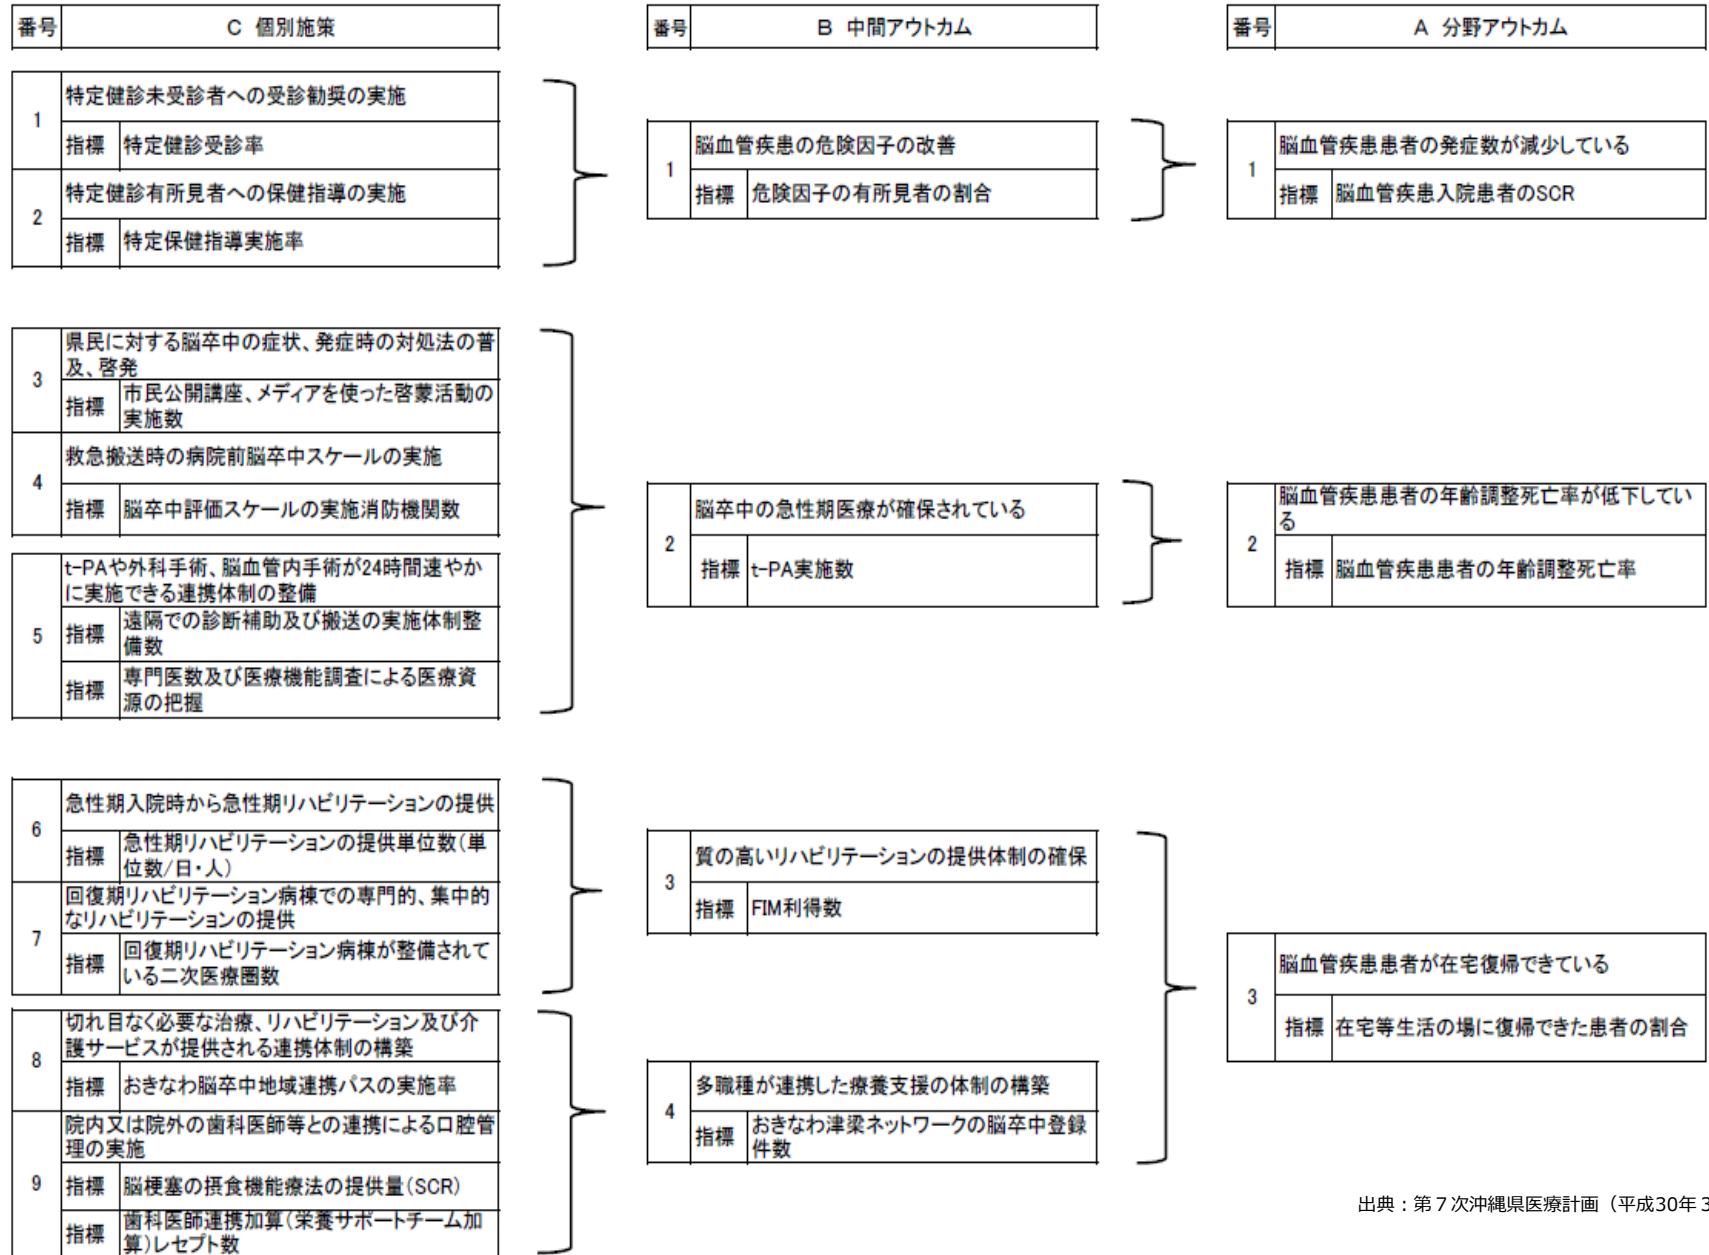 番号 C 個別施策
番号 B 中間アウトカム
番号 A 分野アウトカム
1 特定健診未受診者への受診勧奨の実施
指標 特定健診受診率
2 特定健診有所見者への保健指導の実施
指標 特定保健指導実施率
1 脳血管疾患の危険因子の改善
指標 危険因子の有所見者の割合
1 脳血管疾患患者の発症数が減少している
指標 脳血管疾患入院患者のSCR
3 県民に対する脳卒中の症状、発症時の対処法の普
及、啓発
指標 市民公開講座、メディアを使った啓蒙活動の
実施数
4 救急搬送時の病院前脳卒中スケールの実施
指標 脳卒中評価スケールの実施消防機関数
5 t-PAや外科手術、脳血管内手術が24時間速やか
に実施できる連携体制の整備
指標 遠隔での診断補助及び搬送の実施体制整
備数
指標 専門医数及び医療機能調査による医療資
源の把握
2 脳卒中の急性期医療が確保されている
指標 t-PA実施数
2 脳血管疾患患者の年齢調整死亡率が低下してい
る
指標 脳血管疾患患者の年齢調整死亡率
6 急性期入院時から急性期リハビリテーションの提供
指標 急性期リハビリテーションの提供単位数(単
位数/日・人)
7 回復期リハビリテーション病棟での専門的、集中的
なリハビリテーションの提供
指標 回復期リハビリテーション病棟が整備されて
いる二次医療圏数
3 質の高いリハビリテーションの提供体制の確保
指標 FIM利得数
8 切れ目なく必要な治療、リハビリテーション及び介
護サービスが提供される連携体制の構築
指標 おきなわ脳卒中地域連携パスの実施率
9 院内又は院外の歯科医師等との連携による口腔管
理の実施
指標 脳梗塞の摂食機能療法の提供量(SCR)
指標 歯科医師連携加算(栄養サポートチーム加
算)レセプト数
4 多職種が連携した療養支援の体制の構築
指標 おきなわ津梁ネットワークの脳卒中登録
件数
3 脳血管疾患患者が在宅復帰できている
指標 在宅等生活の場に復帰できた患者の割合
出典：第７次沖縄県医療計画（平成30年３